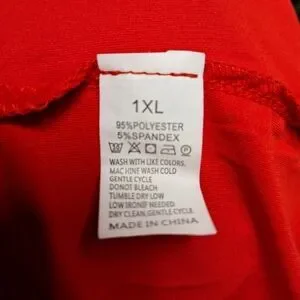 1XL
95%POLYESTER
5%SPANDEX
WASH WITH LIKE COLORS,
MACHINE WASH COLD
GENTLE CYCLE
DONOT BLEACH
TUMBLE DRY LOW
LOW IRONIF NEEDED
DRY CLEAN,GENTLE CYCLE.
MADE IN CHINA